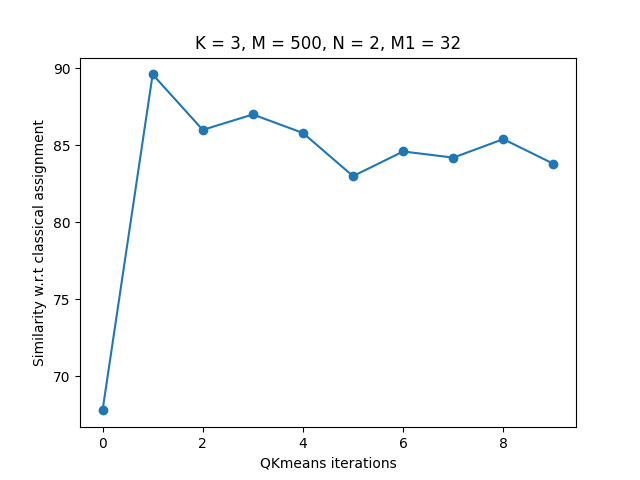 K = 3, M = 500, N = 2, M1 = 32
90
85
80
75
70
Similarity w.r.t classical assignment
0 2 4 6 8
QKmeans iterations